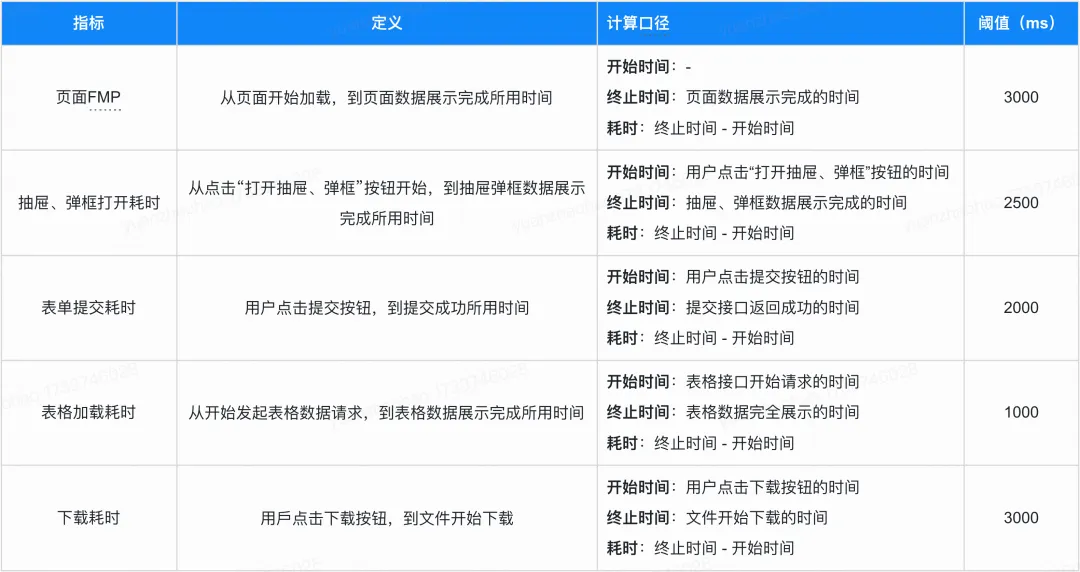 指标
定义
计算口径
阈值（ms）
页面FMP
从页面开始加载，到页面数据展示完成所用时间
开始时间：-
终止时间：页面数据展示完成的时间
耗时：终止时间 - 开始时间
3000
抽屉、弹框打开耗时
从点击“打开抽屉、弹框”按钮开始，到抽屉弹框数据展示
完成所用时间
开始时间：用户点击“打开抽屉、弹框”按钮的时间
终止时间：抽屉、弹框数据展示完成的时间
耗时：终止时间 - 开始时间
2500
表单提交耗时
用户点击提交按钮，到提交成功所用时间
开始时间：用户点击提交按钮的时间
终止时间：提交接口返回成功的时间
耗时：终止时间 - 开始时间
2000
表格加载耗时
从开始发起表格数据请求，到表格数据展示完成所用时间
开始时间：表格接口开始请求的时间
终止时间：表格数据完全展示的时间
耗时：终止时间 - 开始时间
1000
下载耗时
用戶点击下载按钮，到文件开始下载
开始时间：用户点击下载按钮的时间
终止时间：文件开始下载的时间
耗时：终止时间 - 开始时间
3000